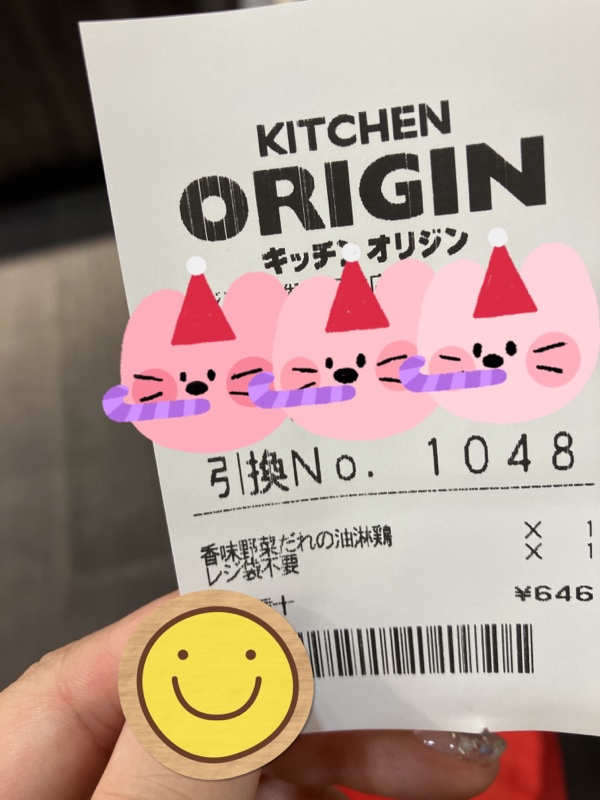 KITCHEN
ORIGIN
キッチン オリジン
引換No. 1048
香味野菜だれの油淋鶏 × 1
レジ袋不要 × 1
¥646